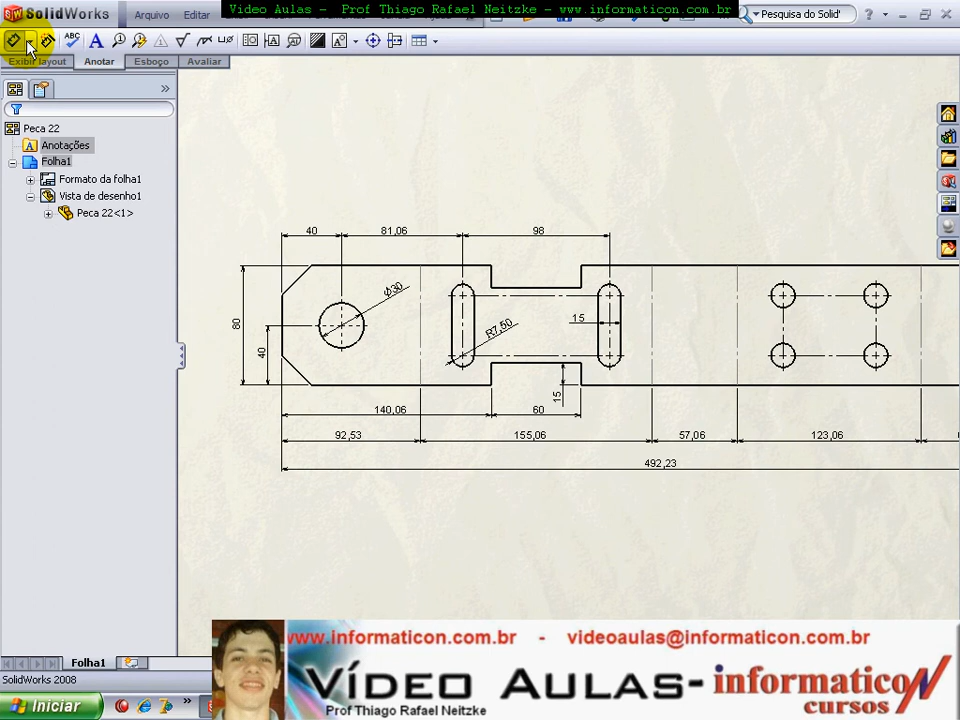 Video Aulas - Prof Thiago Rafael Neitzke - www.informaticon.com.br
SolidWorks
Arquivo
Editar
Pesquisa do Solid'
Exibir layout
Anotar
Esboço
Avaliar
Peca 22
Anotações
Folha1
Formato da folha1
Vista de desenho1
Peca 22<1>
40
81,06
98
Ø30
80
40
R7,50
15
15
140,06
60
92,53
155,06
57,06
123,06
492,23
Folha1
SolidWorks 2008
Iniciar
www.informaticon.com.br - videoaulas@informaticon.com.br
VÍDEO AULAS-informaticon
cursos
Prof Thiago Rafael Neitzke